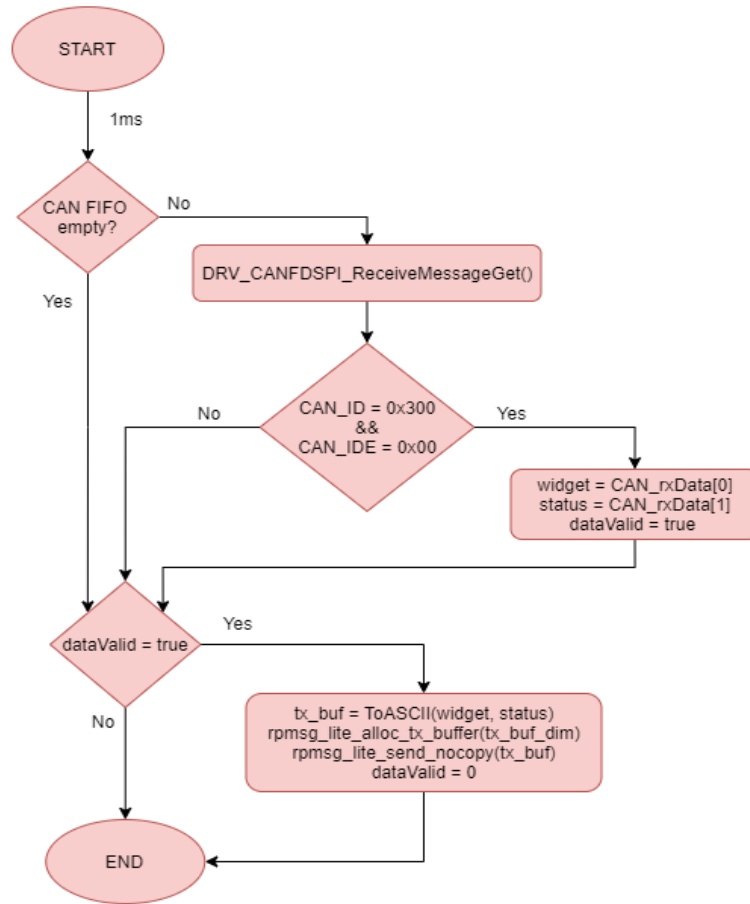 START
1ms
CAN FIFO
empty?
No
Yes
DRV_CANFDSPI_ReceiveMessageGet()
CAN_ID = 0x300
&&
CAN_IDE = 0x00
No
Yes
widget = CAN_rxData[0]
status = CAN_rxData[1]
dataValid = true
dataValid = true
Yes
No
tx_buf = ToASCII(widget, status)
rpmsg_lite_alloc_tx_buffer(tx_buf_dim)
rpmsg_lite_send_nocopy(tx_buf)
dataValid = 0
END